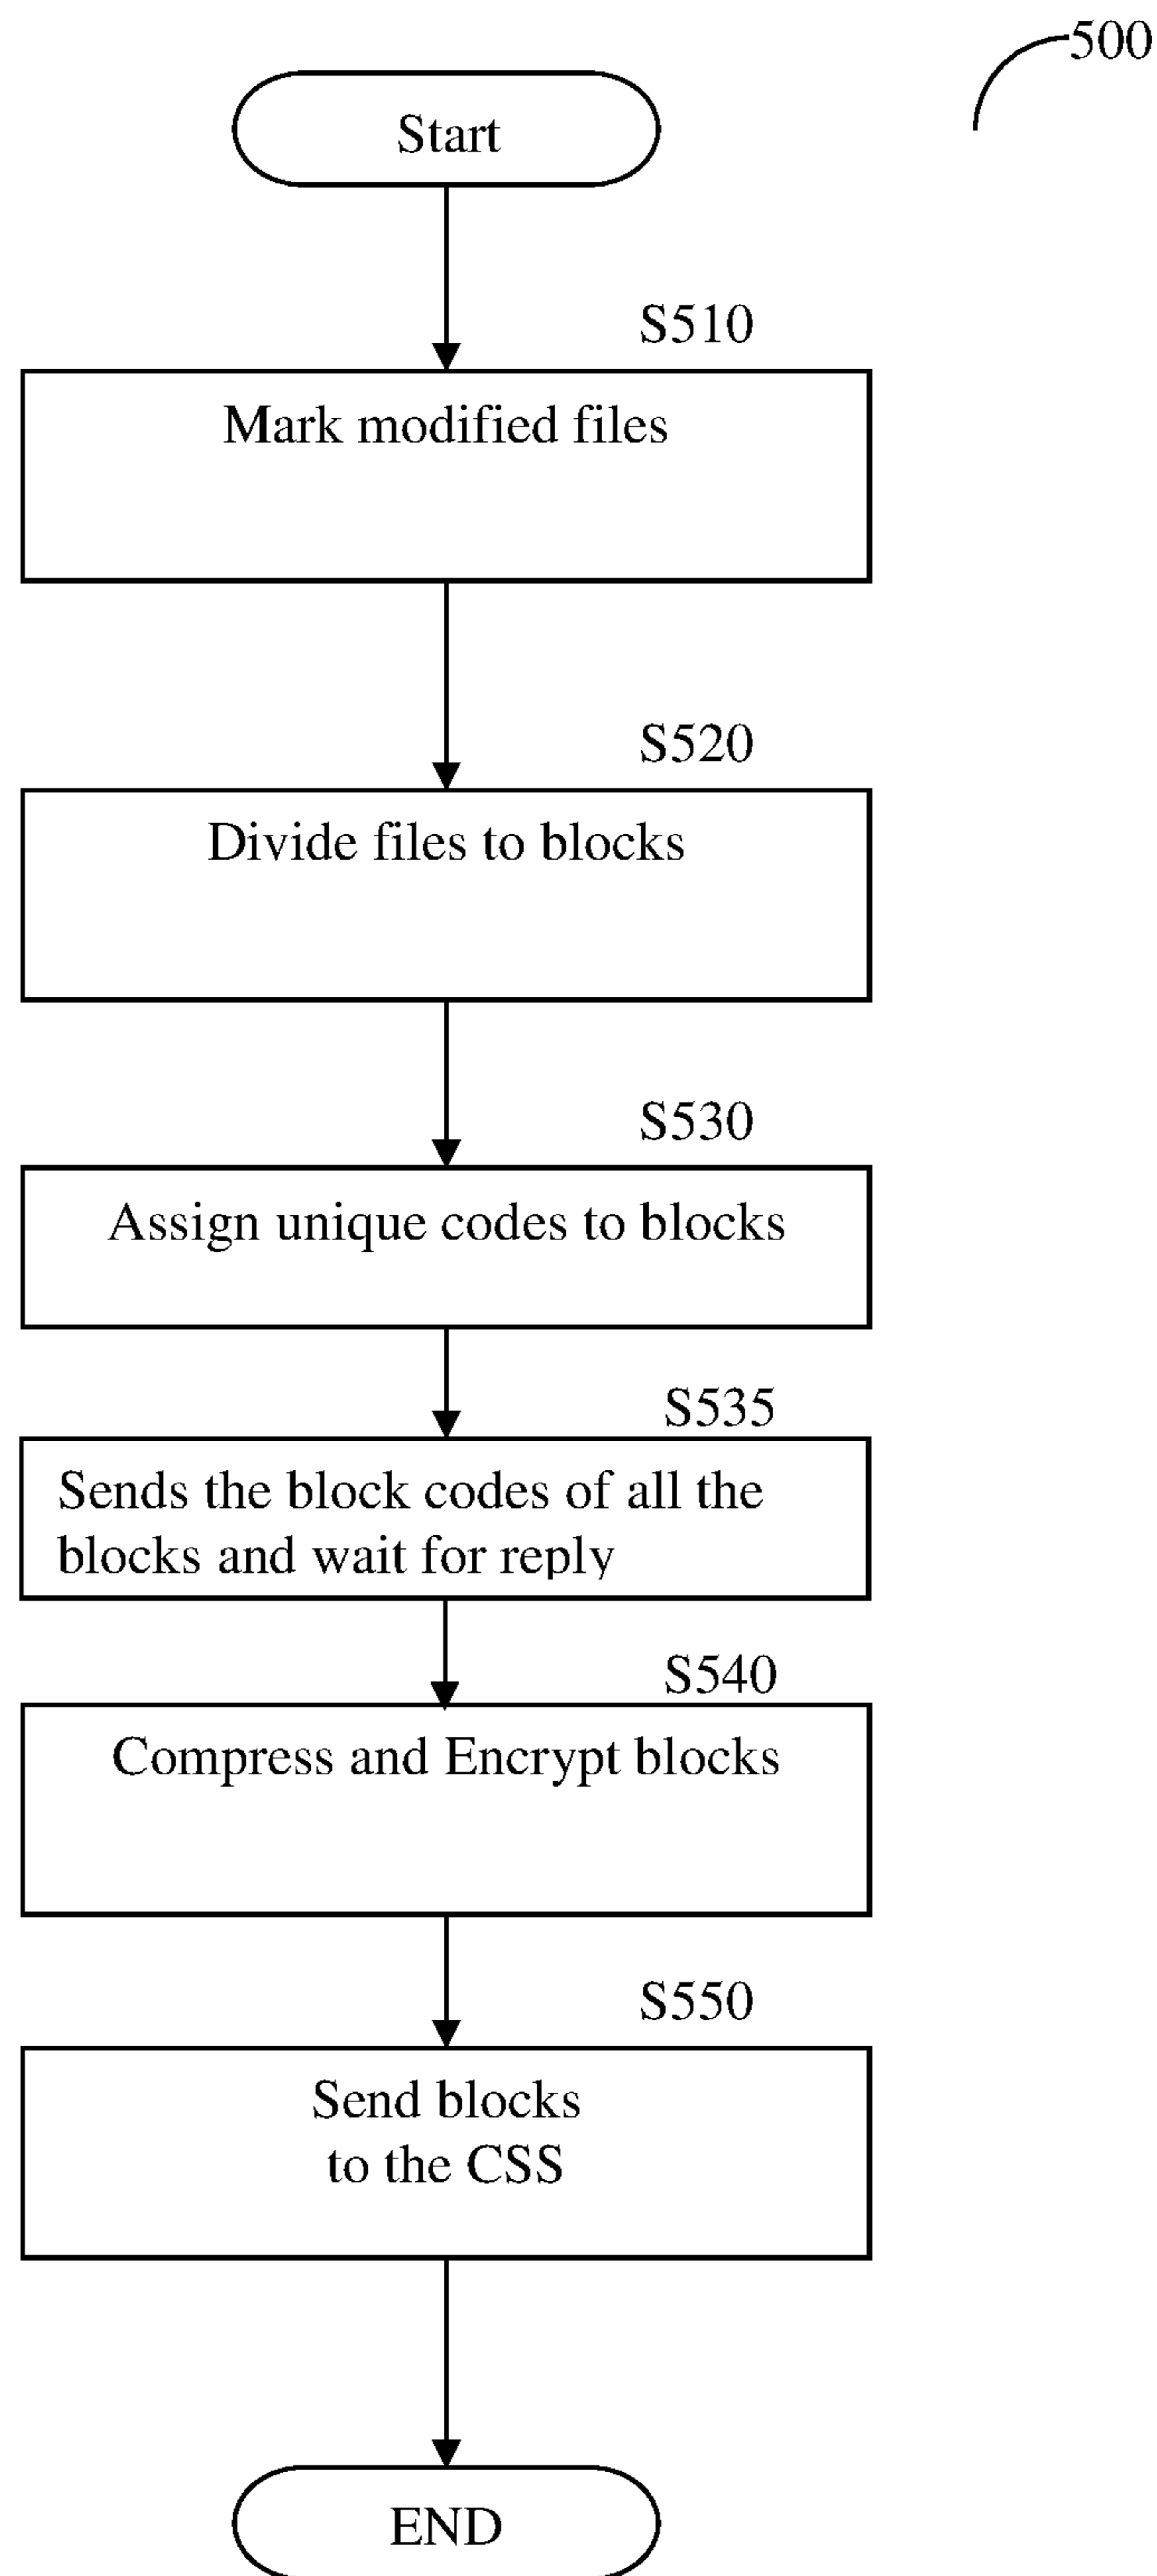 500
Start
S510
Mark modified files
S520
Divide files to blocks
S530
Assign unique codes to blocks
S535
Sends the block codes of all the
blocks and wait for reply
S540
Compress and Encrypt blocks
S550
Send blocks
to the CSS
END